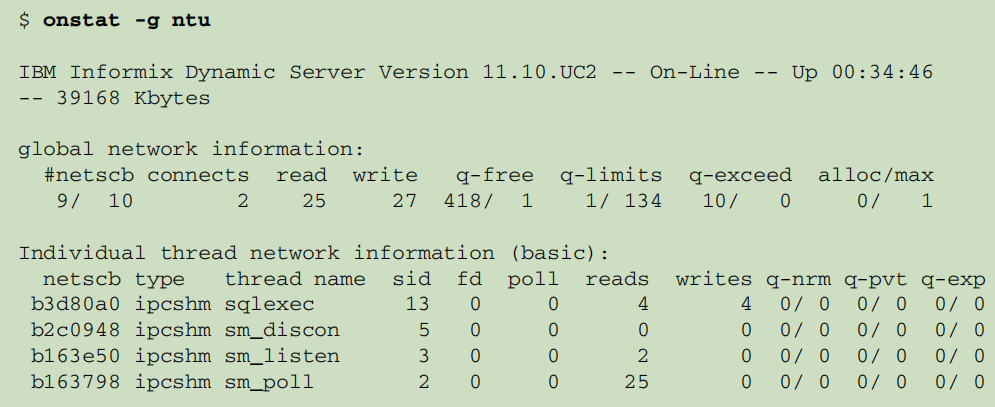 $ onstat -g ntu
IBM Informix Dynamic Server Version 11.10.UC2 -- On-Line -- Up 00:34:46
-- 39168 Kbytes
global network information:
#netscb connects read write q-free q-limits q-exceed alloc/max
9/ 10 2 25 27 418/ 1 1/ 134 10/ 0 0/ 1
Individual thread network information (basic):
netscb type thread name sid fd poll reads writes q-nrm q-pvt q-exp
b3d80a0 ipcshm sqlexec 13 0 0 4 4 0/ 0 0/ 0 0/ 0
b2c0948 ipcshm sm_discon 5 0 0 0 0 0/ 0 0/ 0 0/ 0
b163e50 ipcshm sm_listen 3 0 0 2 0 0/ 0 0/ 0 0/ 0
b163798 ipcshm sm_poll 2 0 0 25 0 0/ 0 0/ 0 0/ 0